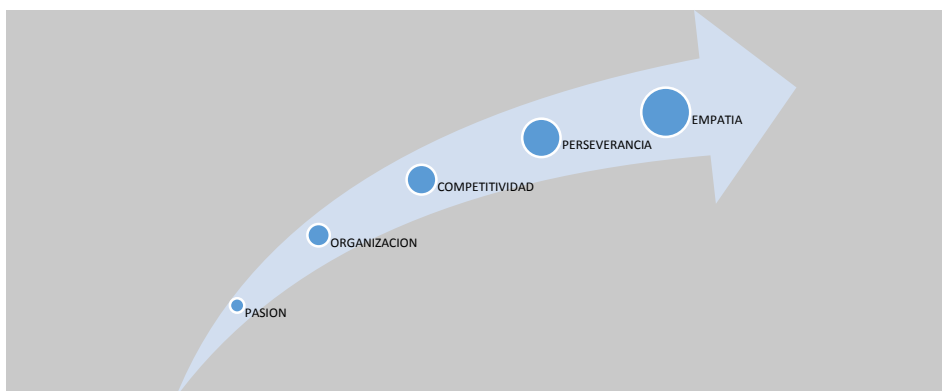 EMPATIA
PERSEVERANCIA
COMPETITIVIDAD
ORGANIZACION
PASION